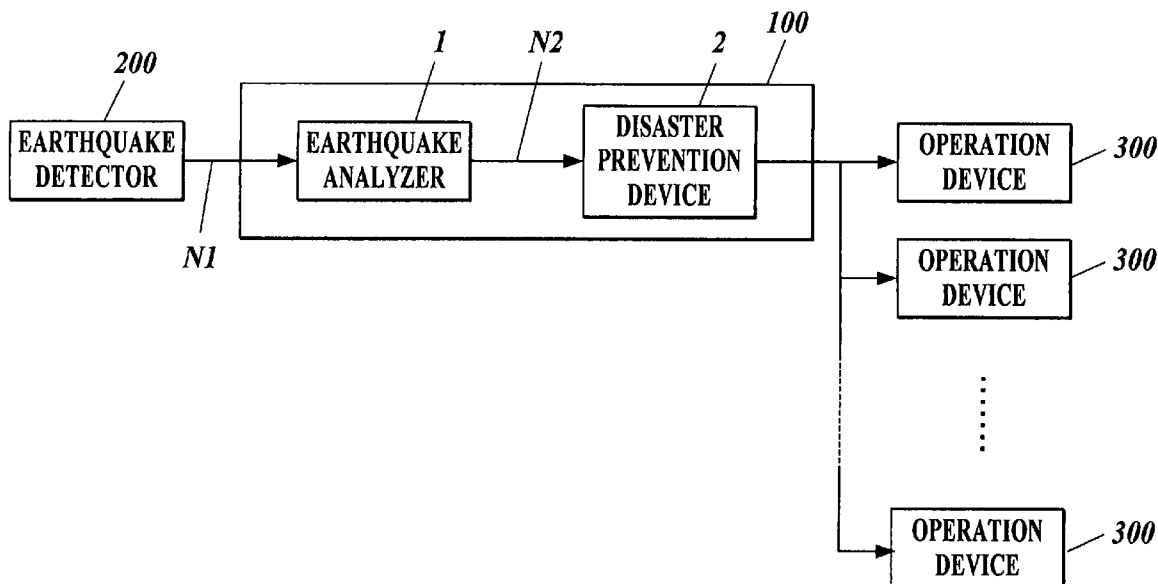 100
200
1
N2
2
EARTHQUAKE
DETECTOR
EARTHQUAKE
ANALYZER
DISASTER
PREVENTION
DEVICE
OPERATION
DEVICE
300
N1
OPERATION
DEVICE
300
OPERATION
DEVICE
300